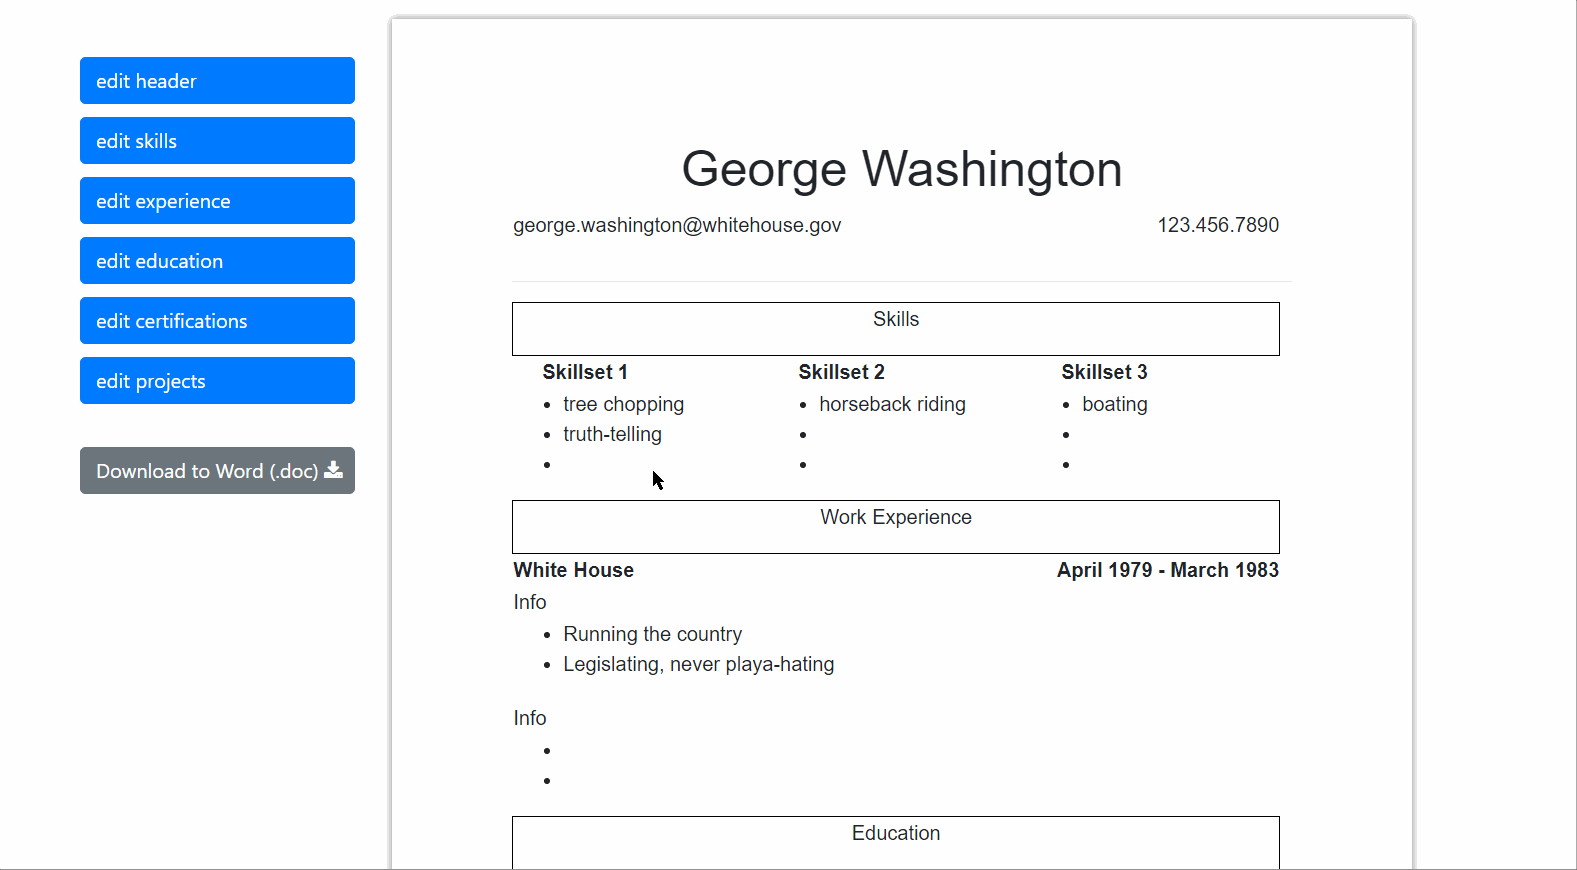 edit header
edit skills
edit experience
edit education
edit certifications
edit projects
Download to Word (.doc)
George Washington
george.washington@whitehouse.gov 123.456.7890
Skills
Skillset 1 Skillset 2 Skillset 3
• tree chopping • horseback riding • boating
• truth-telling • •
• • •
Work Experience
White House April 1979 - March 1983
Info
• Running the country
• Legislating, never playa-hating
Info
•
•
Education